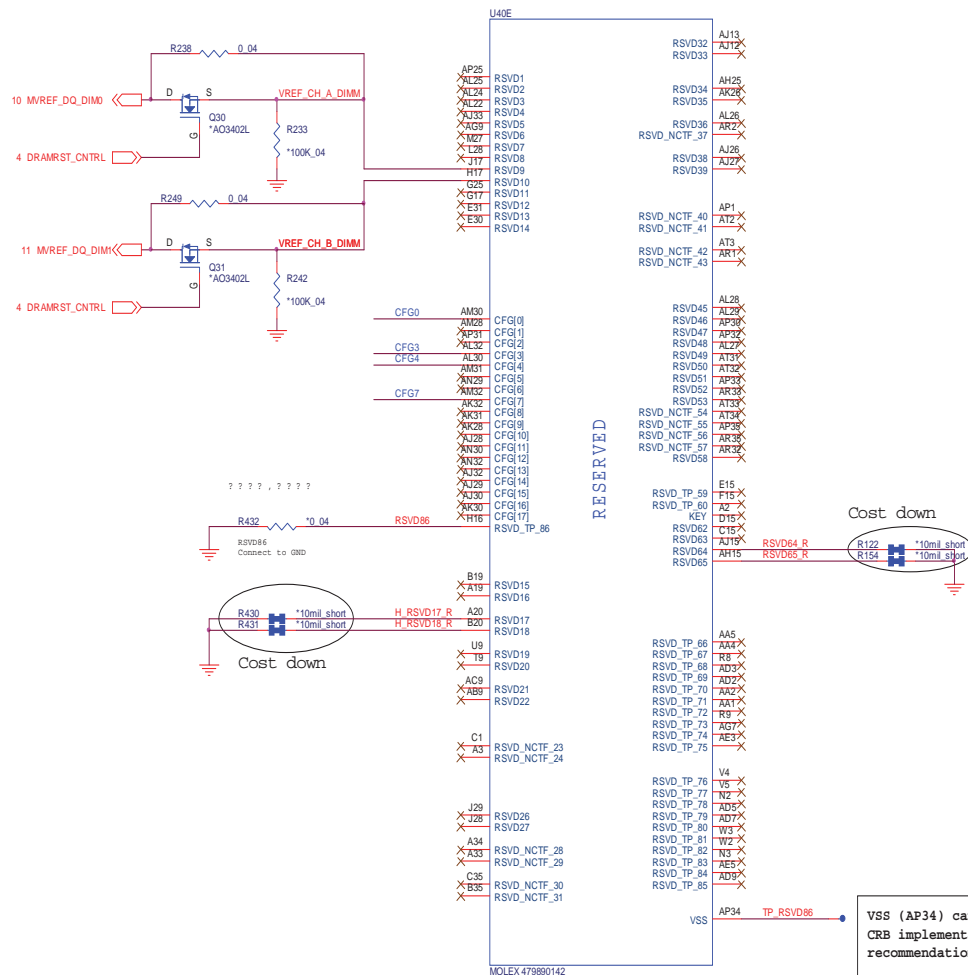 U40E
R238 0_04
10 MVREF_DQ_DIM0
D S
VREF_CH_A_DIMM
Q30
*AO3402L
G
R233
*100K_04
4 DRAMRST_CNTRL
R249 0_04
11 MVREF_DQ_DIM1
D S
VREF_CH_B_DIMM
Q31
*AO3402L
G
R242
*100K_04
4 DRAMRST_CNTRL
AP25 RSVD1
AL25 RSVD2
AL24 RSVD3
AL22 RSVD4
AJ33 RSVD5
AG9 RSVD6
M27 RSVD7
L28 RSVD8
J17 RSVD9
H17 RSVD10
G25 RSVD11
G17 RSVD12
E31 RSVD13
E30 RSVD14
CFG0 AM30 CFG[0]
AM28 CFG[1]
AP31 CFG[2]
CFG3 AL32 CFG[3]
CFG4 AL30 CFG[4]
AM31 CFG[5]
AN29 CFG[6]
CFG7 AM32 CFG[7]
AK32 CFG[8]
AK31 CFG[9]
AK28 CFG[10]
AJ28 CFG[11]
AN30 CFG[12]
AN32 CFG[13]
AJ32 CFG[14]
AJ29 CFG[15]
AJ30 CFG[16]
AK30 CFG[17]
? ? ? ? , ? ? ? ?
R432 *0_04 RSVD86 H16 RSVD_TP_86
RSVD86
Connect to GND
B19 RSVD15
A19 RSVD16
R430 *10mil_short H_RSVD17_R A20 RSVD17
R431 *10mil_short H_RSVD18_R B20 RSVD18
Cost down
U9 RSVD19
T9 RSVD20
AC9 RSVD21
AB9 RSVD22
C1 RSVD_NCTF_23
A3 RSVD_NCTF_24
J29 RSVD26
J28 RSVD27
A34 RSVD_NCTF_28
A33 RSVD_NCTF_29
C35 RSVD_NCTF_30
B35 RSVD_NCTF_31
RESERVED
RSVD32 AJ13
RSVD33 AJ12
RSVD34 AH25
RSVD35 AK26
RSVD36 AL26
RSVD_NCTF_37 AR2
RSVD38 AJ26
RSVD39 AJ27
RSVD_NCTF_40 AP1
RSVD_NCTF_41 AT2
RSVD_NCTF_42 AT3
RSVD_NCTF_43 AR1
RSVD45 AL28
RSVD46 AL29
RSVD47 AP30
RSVD48 AP32
RSVD49 AL27
RSVD50 AT31
RSVD51 AT32
RSVD52 AP33
RSVD53 AR33
RSVD_NCTF_54 AT33
RSVD_NCTF_55 AT34
RSVD_NCTF_56 AP35
RSVD_NCTF_57 AR35
RSVD58 AR32
RSVD_TP_59 E15
RSVD_TP_60 F15
KEY A2
RSVD62 D15
RSVD63 C15
RSVD64 AJ15 RSVD64_R R122 *10mil_short
RSVD65 AH15 RSVD65_R R154 *10mil_short
Cost down
RSVD_TP_66 AA5
RSVD_TP_67 AA4
RSVD_TP_68 R8
RSVD_TP_69 AD3
RSVD_TP_70 AD2
RSVD_TP_71 AA2
RSVD_TP_72 AA1
RSVD_TP_73 R9
RSVD_TP_74 AG7
RSVD_TP_75 AE3
RSVD_TP_76 V4
RSVD_TP_77 V5
RSVD_TP_78 N2
RSVD_TP_79 AD5
RSVD_TP_80 AD7
RSVD_TP_81 W3
RSVD_TP_82 W2
RSVD_TP_83 N3
RSVD_TP_84 AE5
RSVD_TP_85 AD9
VSS AP34 TP_RSVD86
VSS (AP34) ca
CRB implement
recommendation
MOLEX 479890142